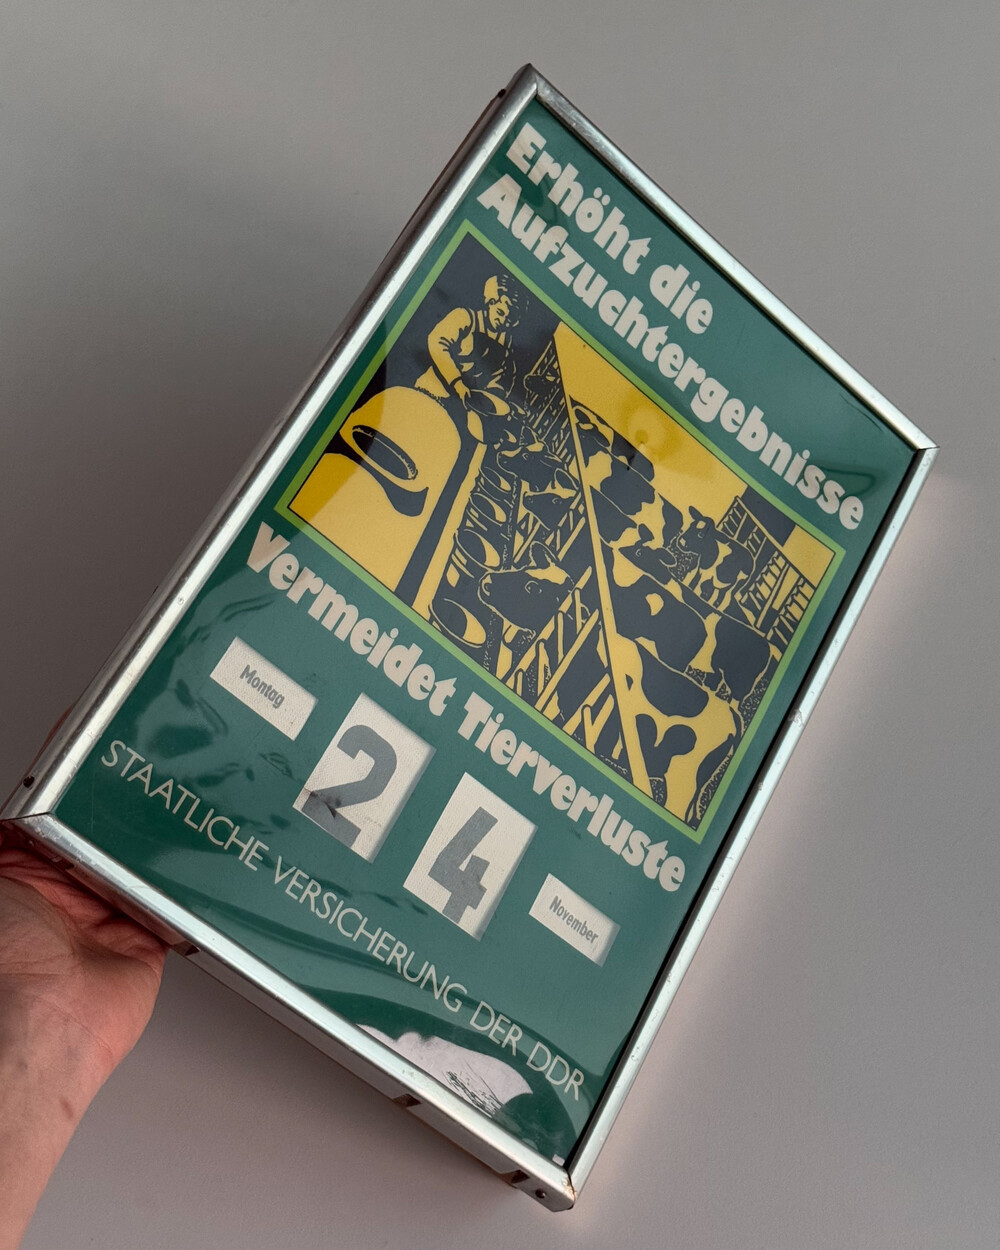 Erhöht die
Aufzuchtergebnisse
Vermeidet Tierverluste
Montag
24
November
STAATLICHE VERSICHERUNG DER DDR